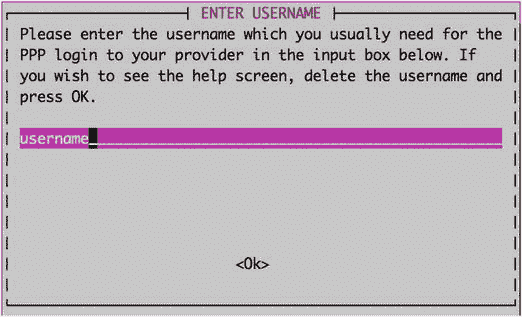 ENTER USERNAME
Please enter the username which you usually need for the
PPP login to your provider in the input box below. If
you wish to see the help screen, delete the username and
press OK.
username
<Ok>